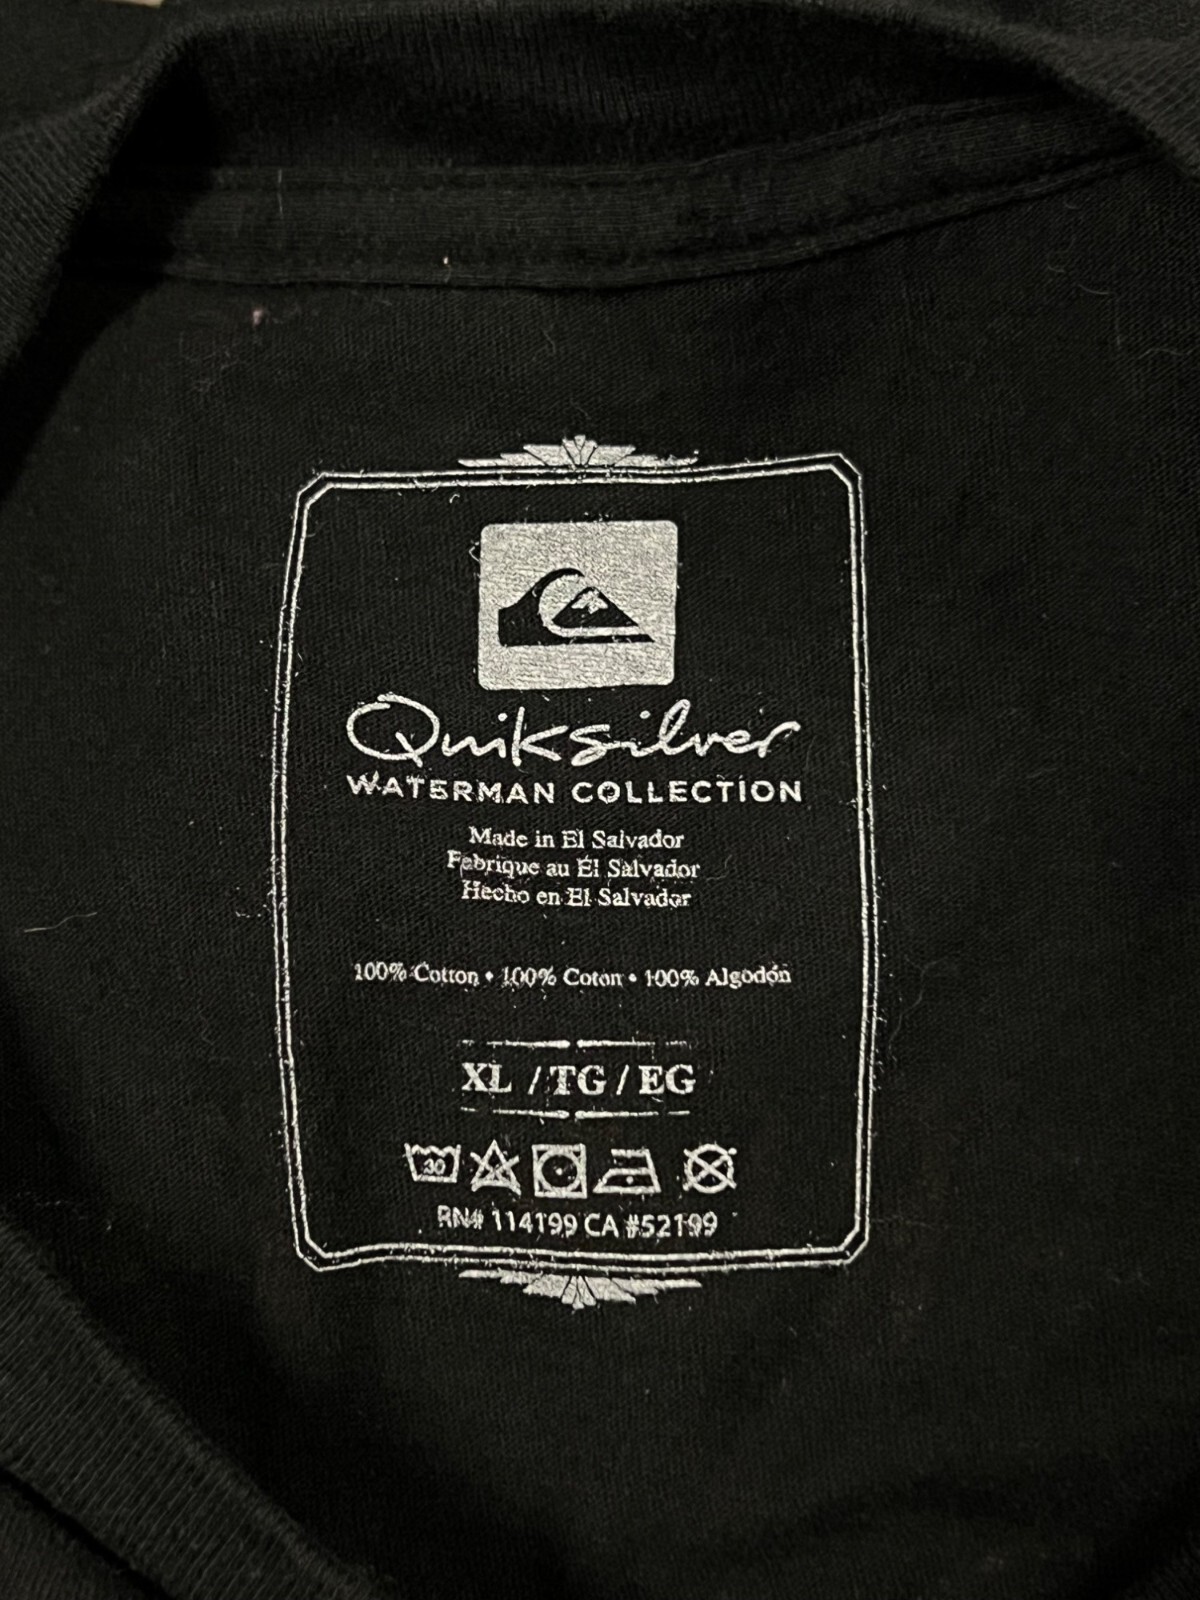 Quiksilver
WATERMAN COLLECTION
Made in El Salvador
Fabrique au El Salvador
Hecho en El Salvador
100% Cotton • 100% Coton • 100% Algodón
XL / TG / EG
30
RN# 114199 CA #52199